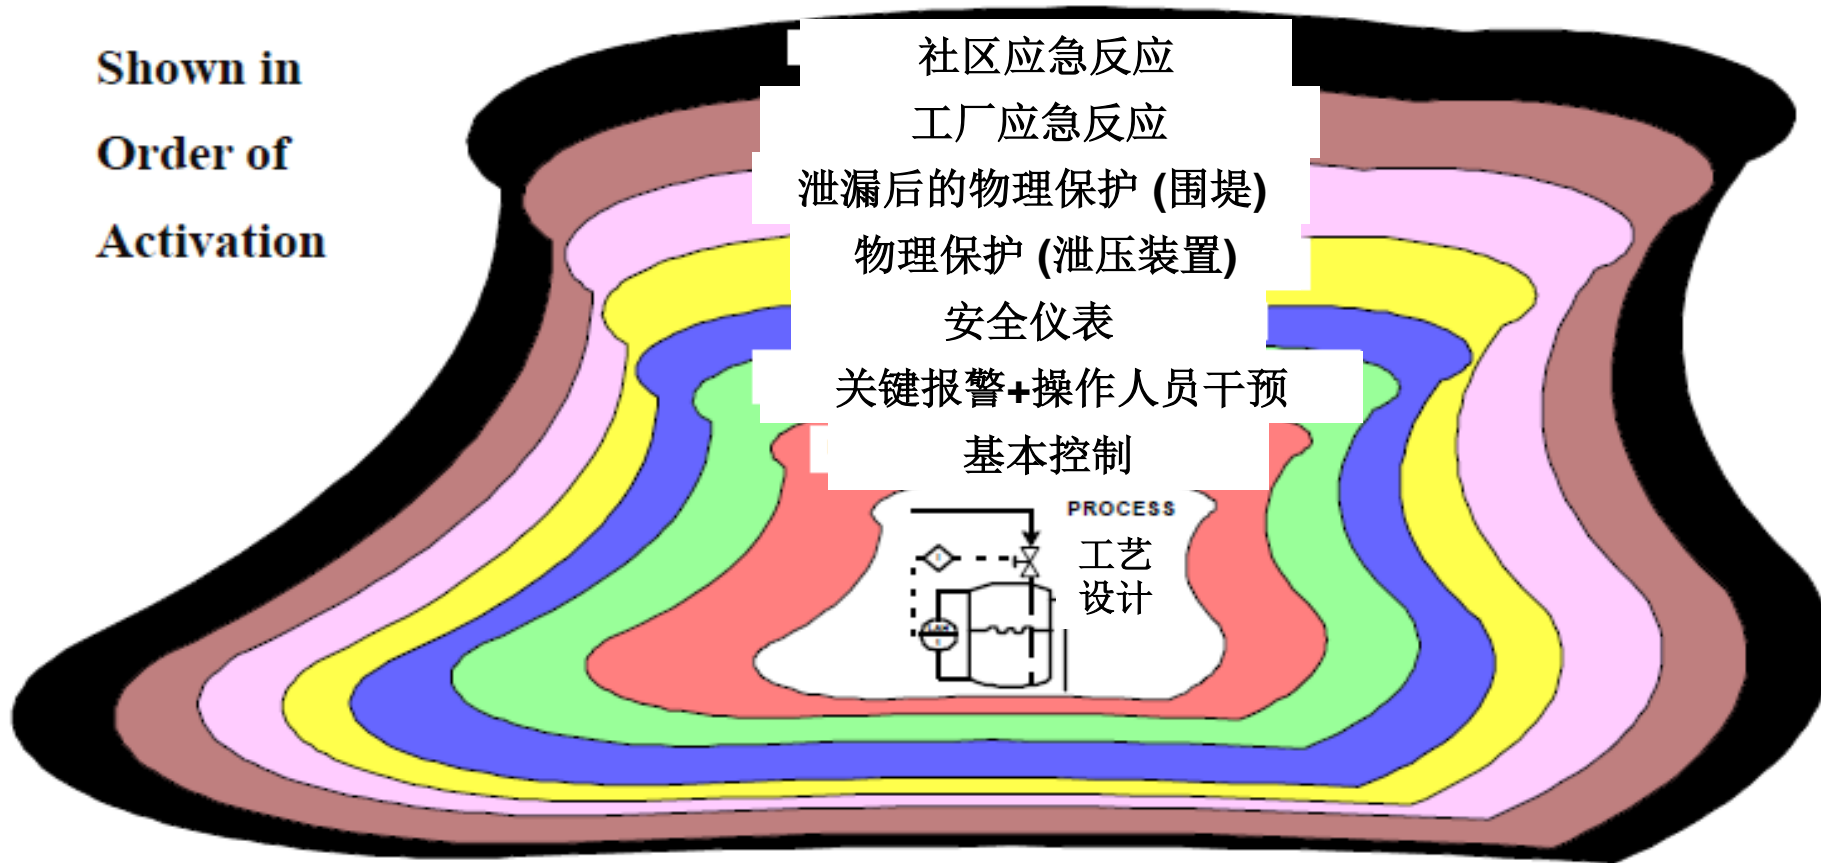 Shown in
Order of
Activation
社区应急反应
工厂应急反应
泄漏后的物理保护 (围堤)
物理保护 (泄压装置)
安全仪表
关键报警+操作人员干预
基本控制
PROCESS
工艺
设计